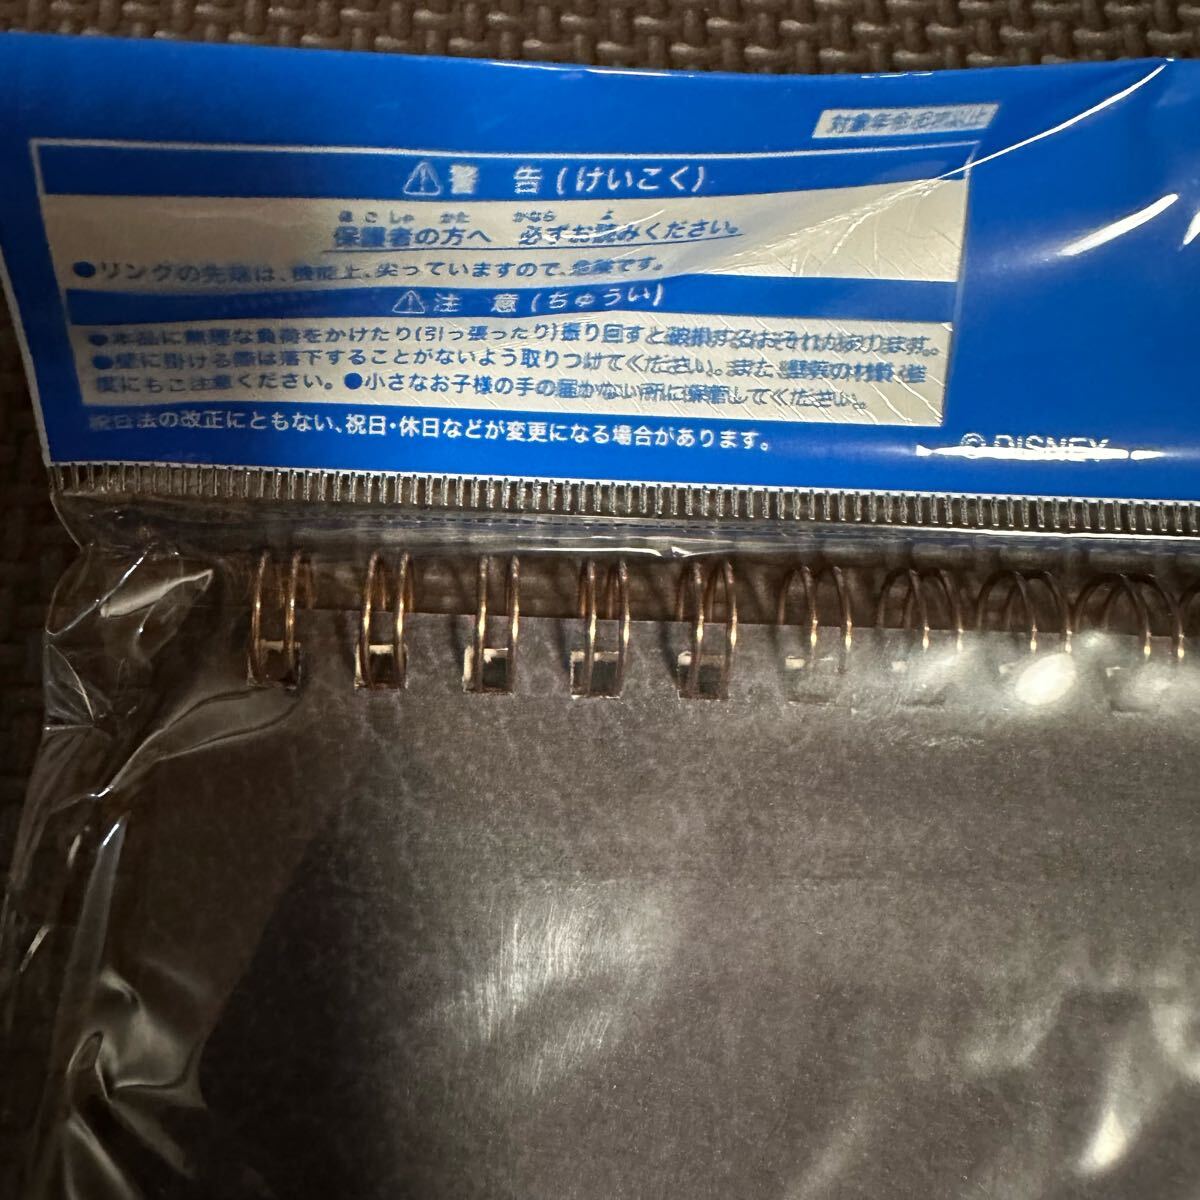 対象年令6才以上
⚠警 告(けいこく)
ほ ご しゃ かた かなら よ
保護者の方へ 必ずお読みください。
●リングの先端は、機能上、尖っていますので、危険です。
⚠注 意(ちゅうい)
●本品に無理な負荷をかけたり(引っ張ったり)振り回すと破損するおそれがあります。
●壁に掛ける際は落下することがないよう取りつけてください。また、壁等の材質・強
度にもご注意ください。●小さなお子様の手の届かない所に保管してください。
祝日法の改正にともない、祝日・休日などが変更になる場合があります。
© DISNEY